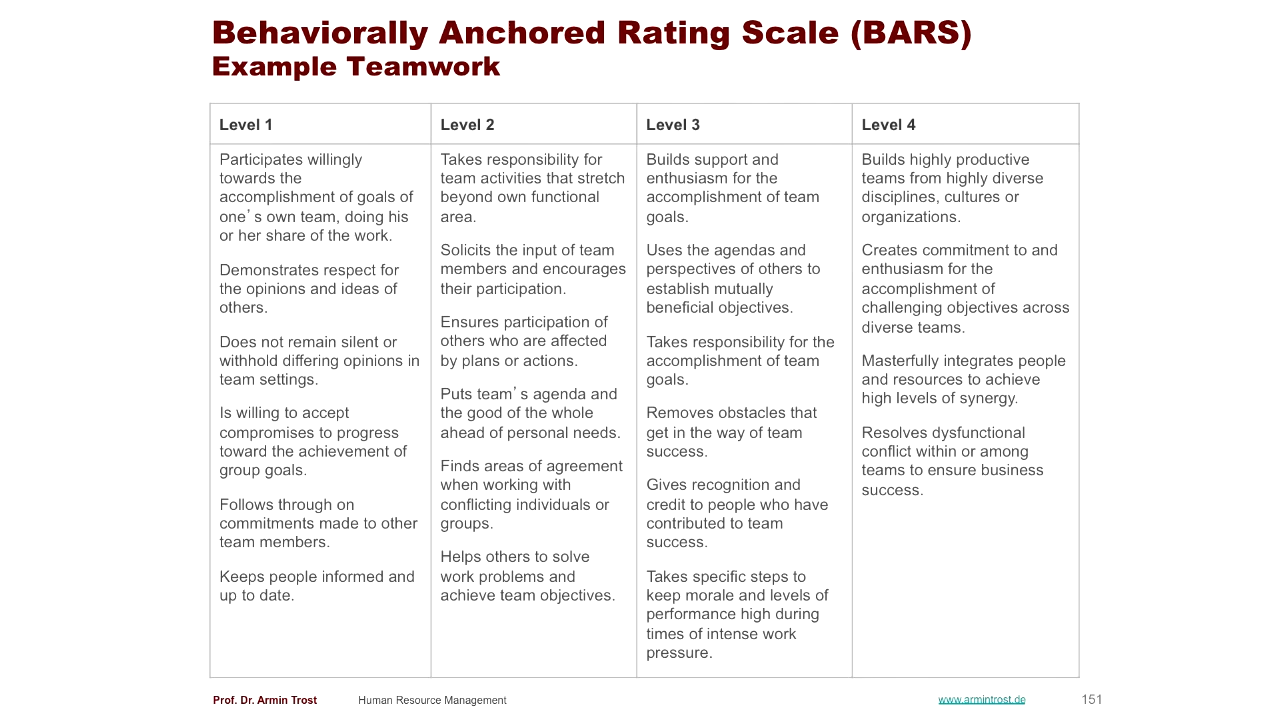 Behaviorally Anchored Rating Scale (BARS)
Example Teamwork
Level 1
Participates willingly
towards the
accomplishment of goals of
one’s own team, doing his
or her share of the work.
Demonstrates respect for
the opinions and ideas of
others.
Does not remain silent or
withhold differing opinions in
team settings.
Is willing to accept
compromises to progress
toward the achievement of
group goals.
Follows through on
commitments made to other
team members.
Keeps people informed and
up to date.
Level 2
Takes responsibility for
team activities that stretch
beyond own functional
area.
Solicits the input of team
members and encourages
their participation.
Ensures participation of
others who are affected
by plans or actions.
Puts team’s agenda and
the good of the whole
ahead of personal needs.
Finds areas of agreement
when working with
conflicting individuals or
groups.
Helps others to solve
work problems and
achieve team objectives.
Level 3
Builds support and
enthusiasm for the
accomplishment of team
goals.
Uses the agendas and
perspectives of others to
establish mutually
beneficial objectives.
Takes responsibility for the
accomplishment of team
goals.
Removes obstacles that
get in the way of team
success.
Gives recognition and
credit to people who have
contributed to team
success.
Takes specific steps to
keep morale and levels of
performance high during
times of intense work
pressure.
Level 4
Builds highly productive
teams from highly diverse
disciplines, cultures or
organizations.
Creates commitment to and
enthusiasm for the
accomplishment of
challenging objectives across
diverse teams.
Masterfully integrates people
and resources to achieve
high levels of synergy.
Resolves dysfunctional
conflict within or among
teams to ensure business
success.
Prof. Dr. Armin Trost Human Resource Management www.armintrost.de 151